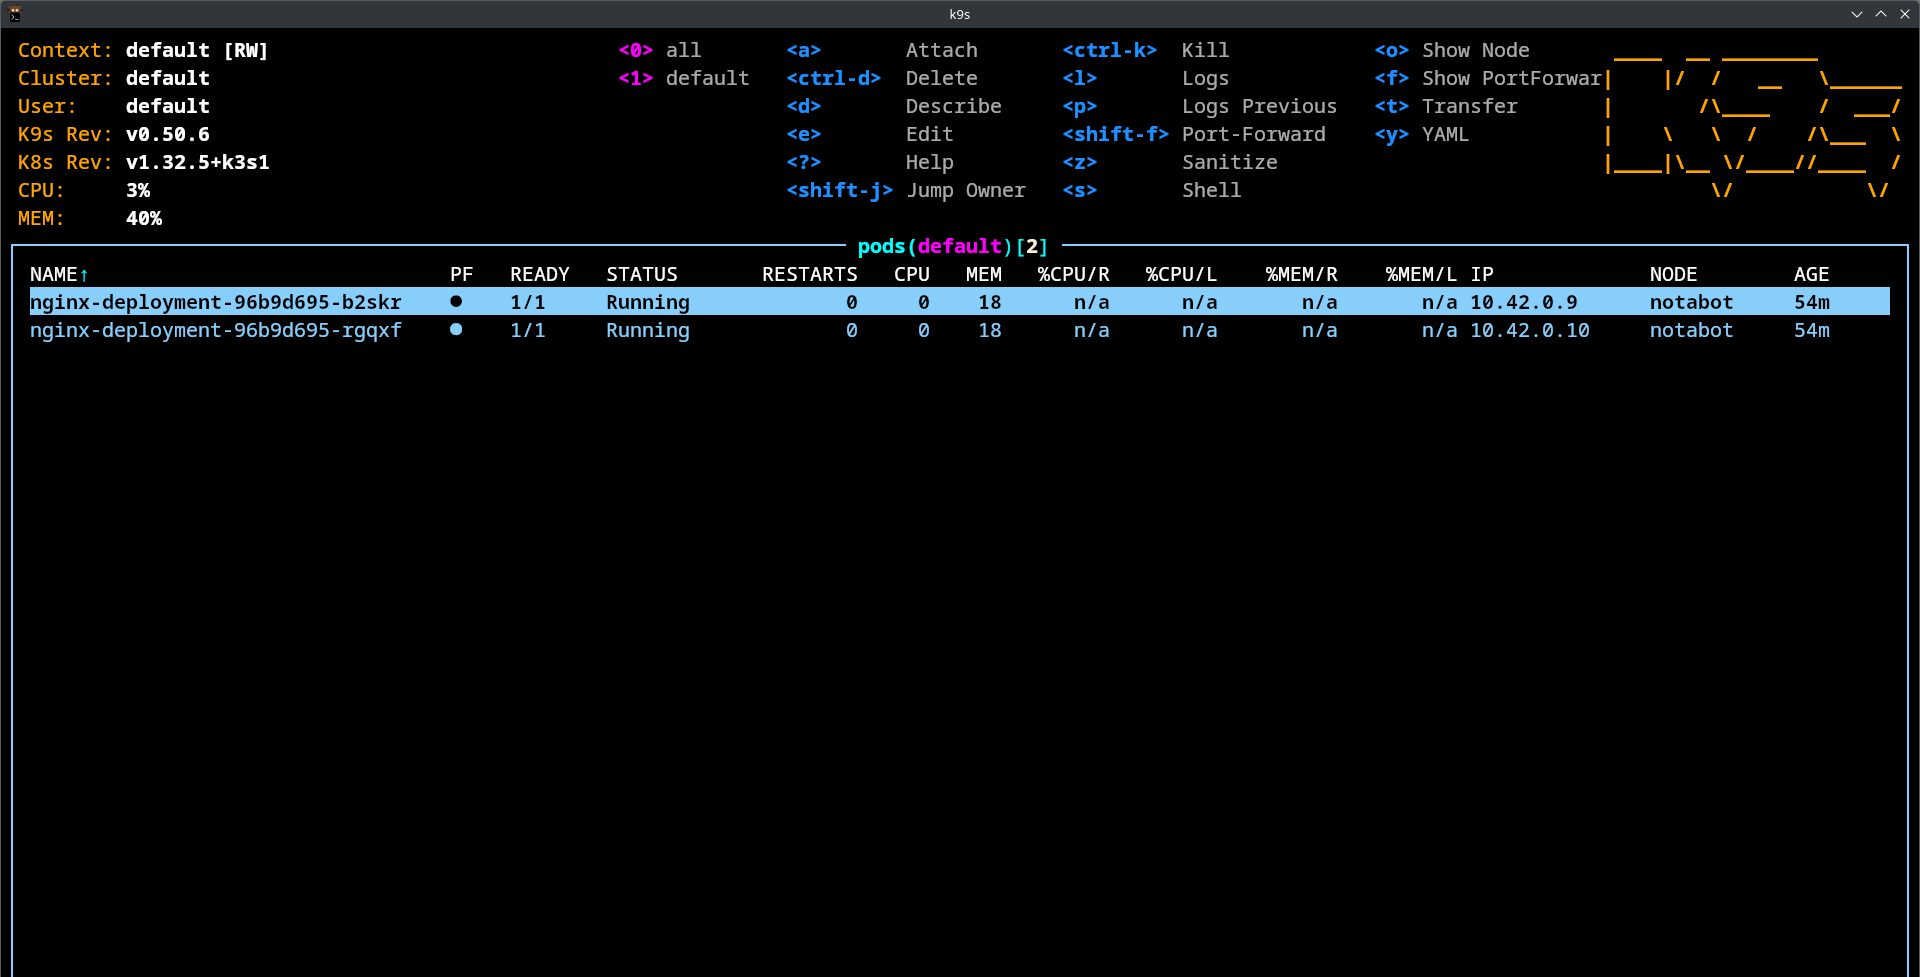 k9s
Context: default [RW] <0> all <a> Attach <ctrl-k> Kill <o> Show Node
Cluster: default <1> default <ctrl-d> Delete <l> Logs <f> Show PortForwar
User: default <d> Describe <p> Logs Previous <t> Transfer
K9s Rev: v0.50.6 <e> Edit <shift-f> Port-Forward <y> YAML
K8s Rev: v1.32.5+k3s1 <?> Help <z> Sanitize
CPU: 3% <shift-j> Jump Owner <s> Shell
MEM: 40%
pods(default)[2]
NAME↑ PF READY STATUS RESTARTS CPU MEM %CPU/R %CPU/L %MEM/R %MEM/L IP NODE AGE
nginx-deployment-96b9d695-b2skr ● 1/1 Running 0 0 18 n/a n/a n/a n/a 10.42.0.9 notabot 54m
nginx-deployment-96b9d695-rgqxf ● 1/1 Running 0 0 18 n/a n/a n/a n/a 10.42.0.10 notabot 54m